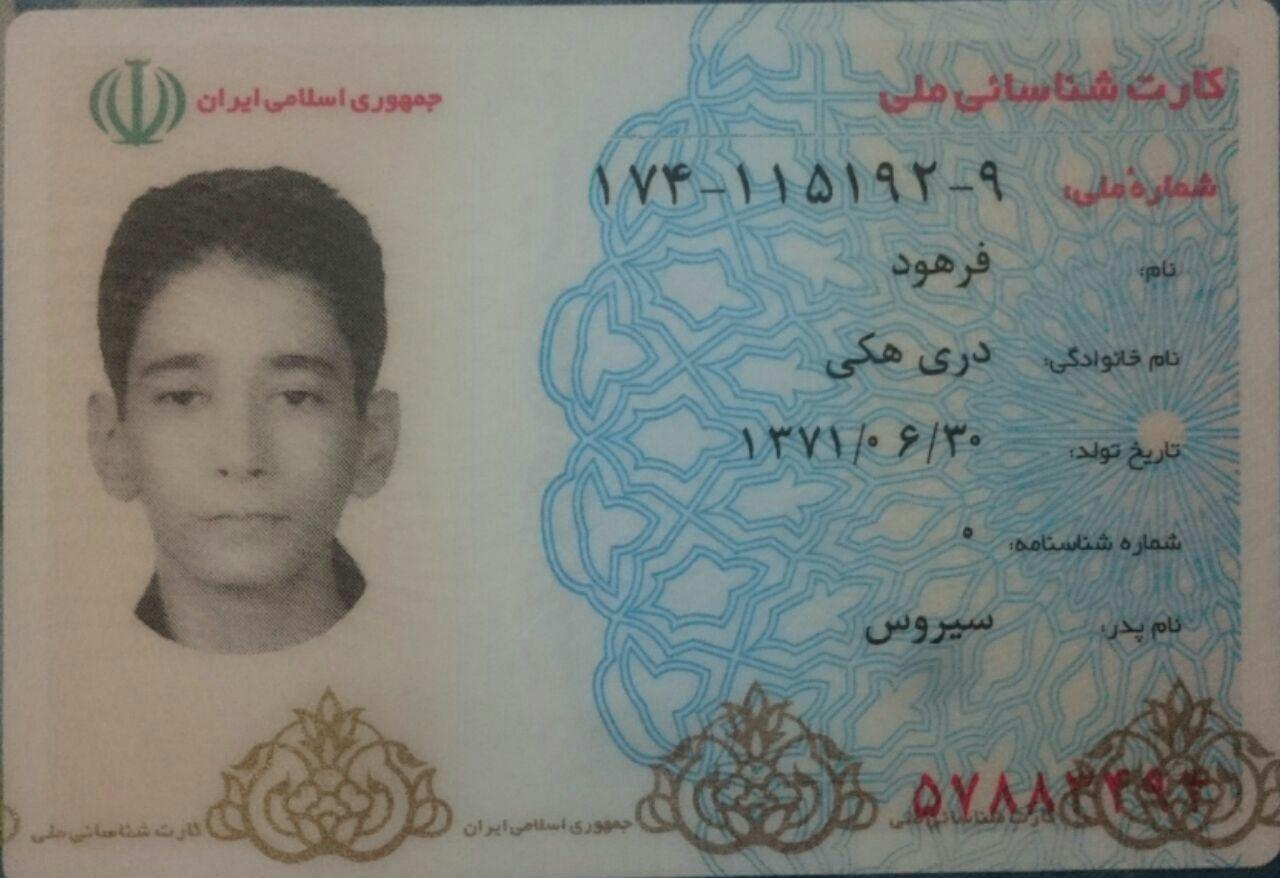 جمهوری اسلامی ایران
کارت شناسائی ملی
شمارهٔ ملی: ۱۷۴-۱۱۵۱۹۲-۹
نام: فرهود
نام خانوادگی: دری هکی
تاریخ تولد: ۱۳۷۱/۰۶/۳۰
شماره شناسنامه: ۰
نام پدر: سیروس
کارت شناسائی ملی جمهوری اسلامی ایران کارت شناسائی ملی